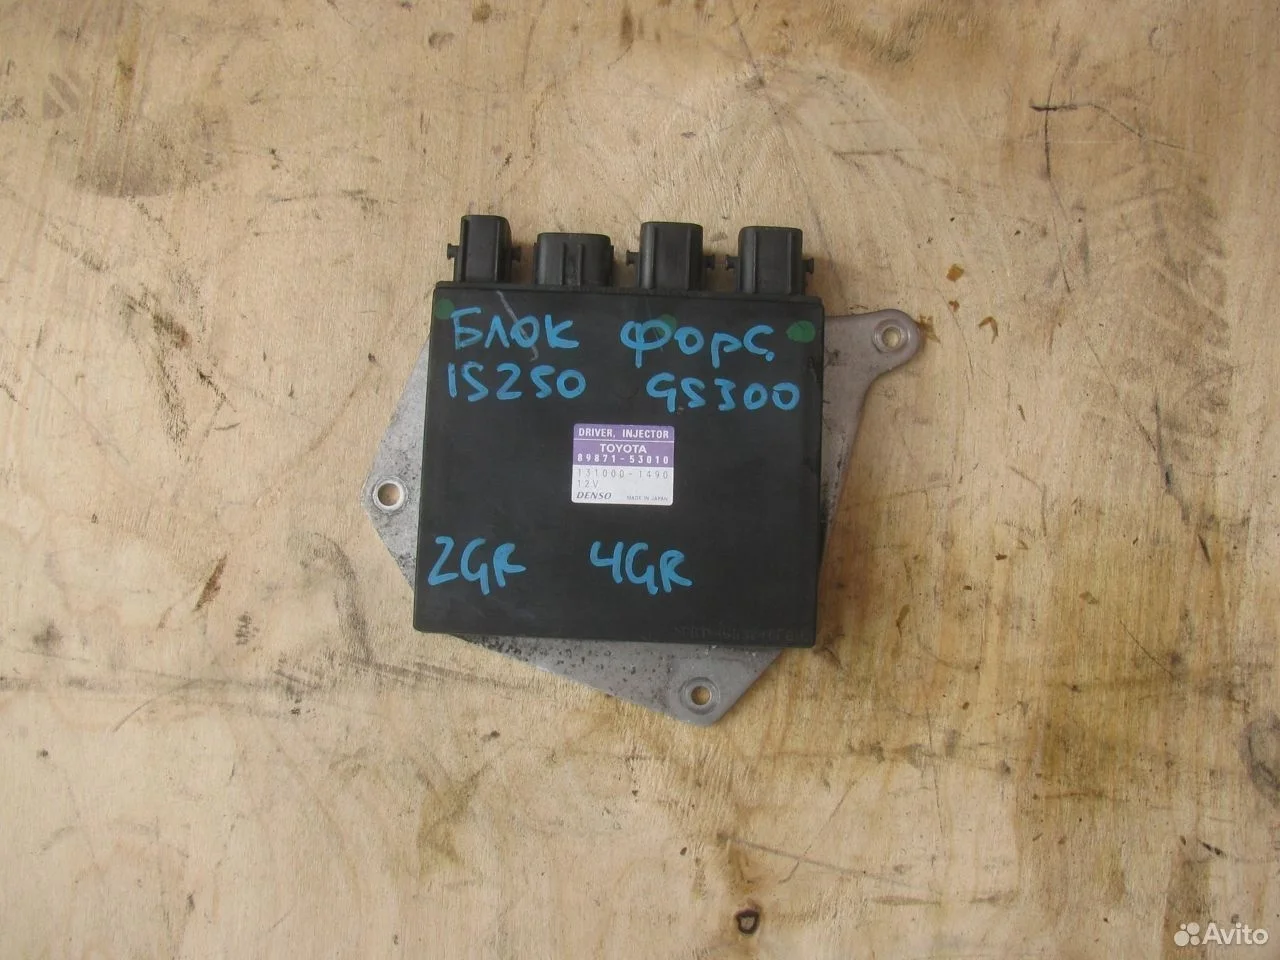 БЛОК ФОРС.
IS250 GS300
DRIVER, INJECTOR
TOYOTA
89871-53010
131000-1490
12V
DENSO MADE IN JAPAN
2GR 4GR
Avito